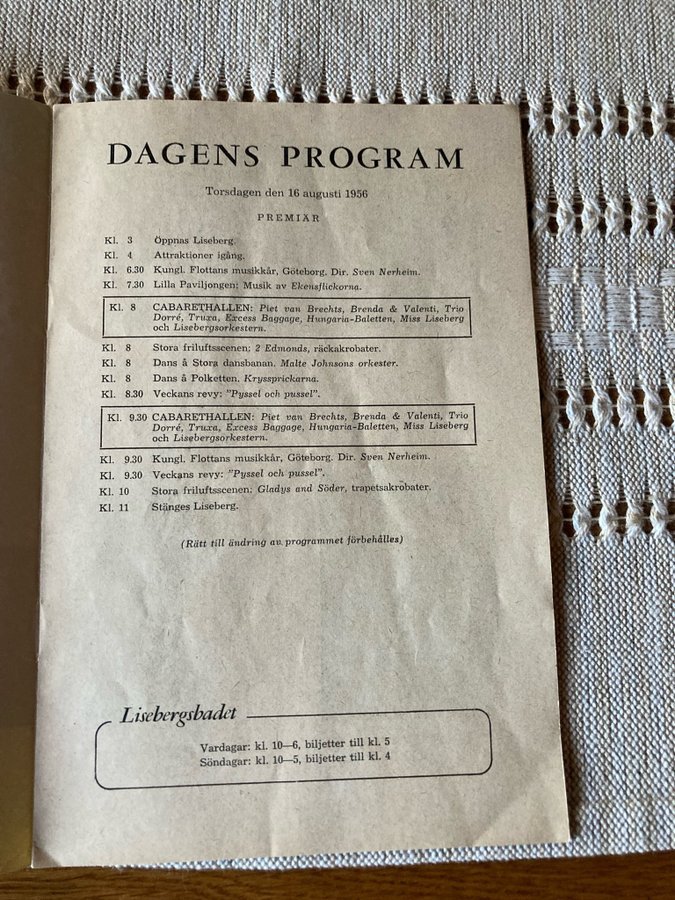 DAGENS PROGRAM
Torsdagen den 16 augusti 1956
PREMIÄR
Kl. 3 Öppnas Liseberg.
Kl. 4 Attraktioner igång.
Kl. 6.30 Kungl. Flottans musikkår, Göteborg. Dir. Sven Nerheim.
Kl. 7.30 Lilla Paviljongen: Musik av Ekensflickorna.
Kl. 8 CABARETHALLEN: Piet van Brechts, Brenda & Valenti, Trio
Dorré, Truxa, Excess Baggage, Hungaria-Baletten, Miss Liseberg
och Lisebergsorkestern.
Kl. 8 Stora friluftsscenen: 2 Edmonds, räckakrobater.
Kl. 8 Dans å Stora dansbanan. Malte Johnsons orkester.
Kl. 8 Dans å Polketten. Kryssprickarna.
Kl. 8.30 Veckans revy: "Pyssel och pussel".
Kl. 9.30 CABARETHALLEN: Piet van Brechts, Brenda & Valenti, Trio
Dorré, Truxa, Excess Baggage, Hungaria-Baletten, Miss Liseberg
och Lisebergsorkestern.
Kl. 9.30 Kungl. Flottans musikkår, Göteborg. Dir. Sven Nerheim.
Kl. 9.30 Veckans revy: "Pyssel och pussel".
Kl. 10 Stora friluftsscenen: Gladys and Söder, trapetsakrobater.
Kl. 11 Stänges Liseberg.
(Rätt till ändring av programmet förbehålles)
Lisebergsbadet
Vardagar: kl. 10—6, biljetter till kl. 5
Söndagar: kl. 10—5, biljetter till kl. 4